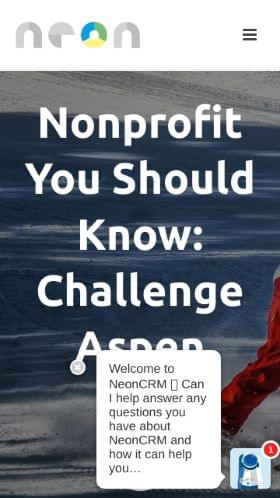 neon
Nonprofit
You Should
Know:
Challenge
Aspen
Welcome to
NeonCRM ▯ Can
I help answer any
questions you
have about
NeonCRM and
how it can help
you…
1